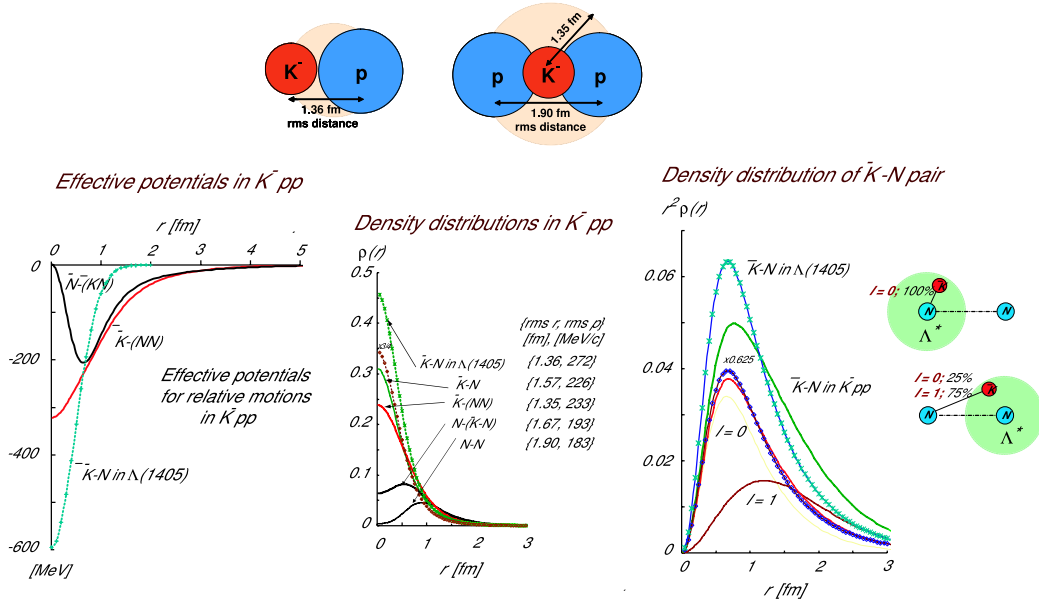 K⁻
p
1.36 fm
rms distance
p
K⁻
p
1.35 fm
1.90 fm
rms distance
Effective potentials in K⁻pp
r [fm]
0 1 2 3 4 5
0
-200
-400
-600
[MeV]
N-(K̄N)
K̄-(NN)
Effective potentials
for relative motions
in K⁻pp
K̄-N in Λ(1405)
Density distributions in K⁻pp
ρ(r)
0.5
0.4
0.3
0.2
0.1
0
0 1 2 3
r [fm]
x3/4
{rms r, rms p}
[fm], [MeV/c]
K̄-N in Λ(1405) {1.36, 272}
K̄-N {1.57, 226}
K̄-(NN) {1.35, 233}
N-(K̄-N) {1.67, 193}
N-N {1.90, 183}
Density distribution of K̄-N pair
r² ρ(r)
0.06
0.04
0.02
0
0 1 2 3
r [fm]
K̄-N in Λ(1405)
x0.625
K̄-N in K⁻pp
I = 0
I = 1
I = 0; 100%
K̄
N
N
Λ*
I = 0; 25%
I = 1; 75%
K̄
N
N
Λ*